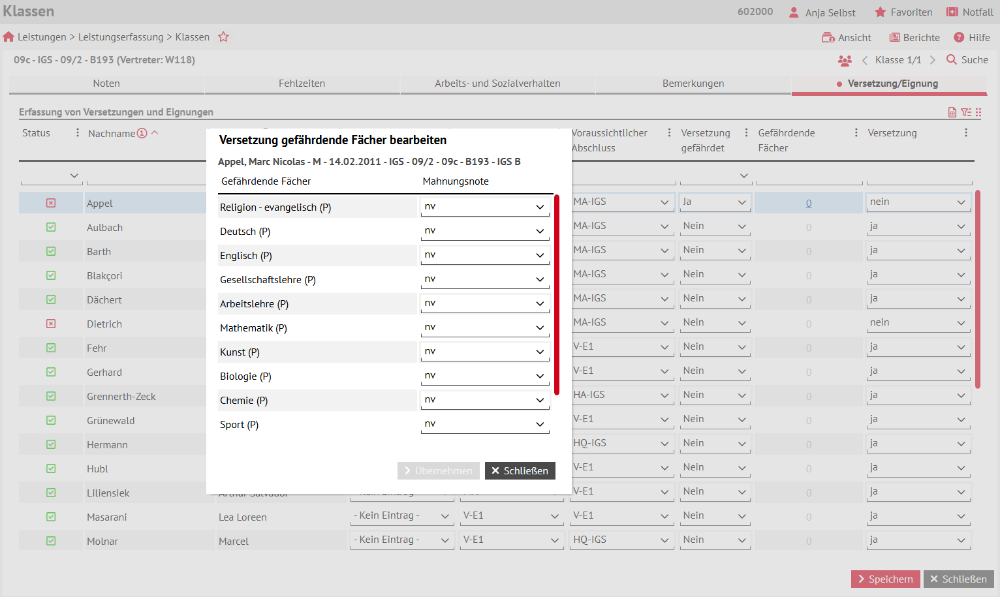 Klassen
602000 Anja Selbst Favoriten Notfall
Leistungen > Leistungserfassung > Klassen
Ansicht Berichte Hilfe
09c - IGS - 09/2 - B193 (Vertreter: W118)
Klasse 1/1 Suche
Noten Fehlzeiten Arbeits- und Sozialverhalten Bemerkungen Versetzung/Eignung
Erfassung von Versetzungen und Eignungen
Status Nachname 1 Voraussichtlicher Abschluss Versetzung gefährdet Gefährdende Fächer Versetzung
Versetzung gefährdende Fächer bearbeiten
Appel, Marc Nicolas - M - 14.02.2011 - IGS - 09/2 - 09c - B193 - IGS B
Gefährdende Fächer Mahnungsnote
Religion - evangelisch (P) nv
Deutsch (P) nv
Englisch (P) nv
Gesellschaftslehre (P) nv
Arbeitslehre (P) nv
Mathematik (P) nv
Kunst (P) nv
Biologie (P) nv
Chemie (P) nv
Sport (P) nv
Übernehmen Schließen
Appel MA-IGS Ja 0 nein
Aulbach MA-IGS Nein 0 ja
Barth MA-IGS Nein 0 ja
Blakçori MA-IGS Nein 0 ja
Dächert MA-IGS Nein 0 ja
Dietrich MA-IGS Nein 0 nein
Fehr V-E1 Nein 0 ja
Gerhard V-E1 Nein 0 ja
Grennerth-Zeck HA-IGS Nein 0 ja
Grünewald V-E1 Nein 0 ja
Hermann HQ-IGS Nein 0 ja
Hubl V-E1 Nein 0 ja
Liliensiek Arthur Salvador - Kein Eintrag - V-E1 Nein 0 ja
Masarani Lea Loreen - Kein Eintrag - V-E1 V-E1 Nein 0 ja
Molnar Marcel - Kein Eintrag - V-E1 HQ-IGS Nein 0 ja
Speichern Schließen